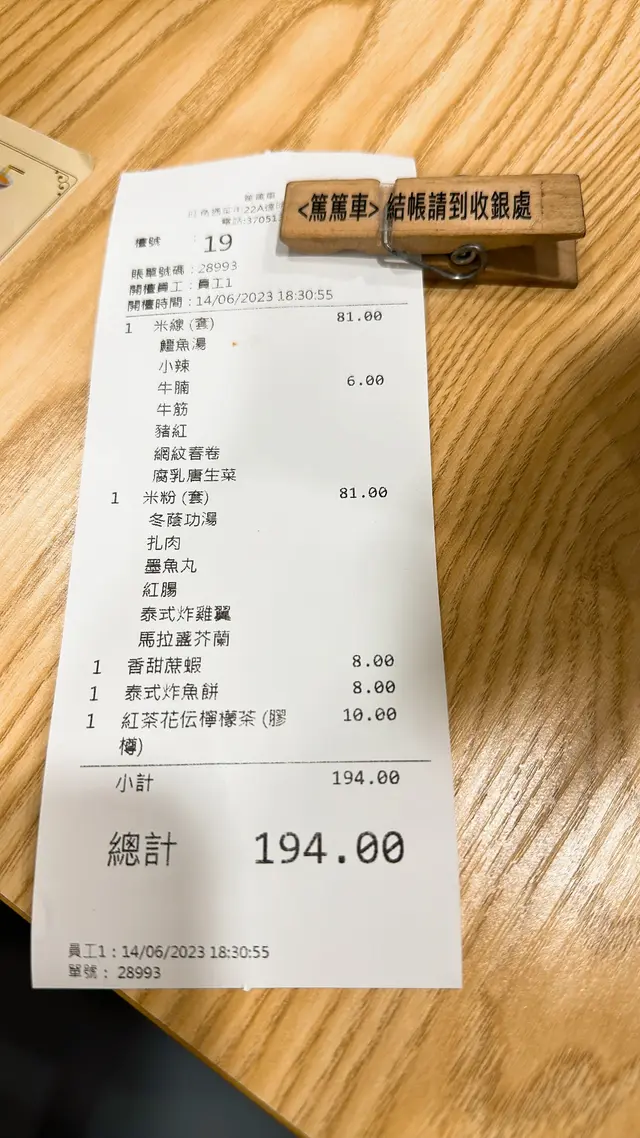 <篤篤車> 結帳請到收銀處
檯號 : 19
賬單號碼 : 28993
開檯員工 : 員工1
開檯時間 : 14/06/2023 18:30:55
1 米線 (套) 81.00
鱷魚湯
小辣
牛腩 6.00
牛筋
豬紅
網紋春卷
腐乳唐生菜
1 米粉 (套) 81.00
冬蔭功湯
扎肉
墨魚丸
紅腸
泰式炸雞翼
馬拉盞芥蘭
1 香甜蔗蝦 8.00
1 泰式炸魚餅 8.00
1 紅茶花伝檸檬茶 (膠 10.00
樽)
小計 194.00
總計 194.00
員工1 : 14/06/2023 18:30:55
單號 : 28993